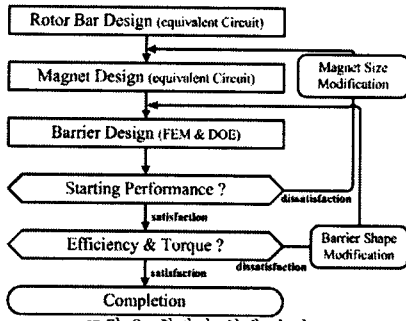 Rotor Bar Design (equivalent Circuit)
Magnet Design (equivalent Circuit)
Magnet Size
Modification
Barrier Design (FEM & DOE)
Starting Performance ?
dissatisfaction
satisfaction
Efficiency & Torque ?
Barrier Shape
Modification
dissatisfaction
satisfaction
Completion